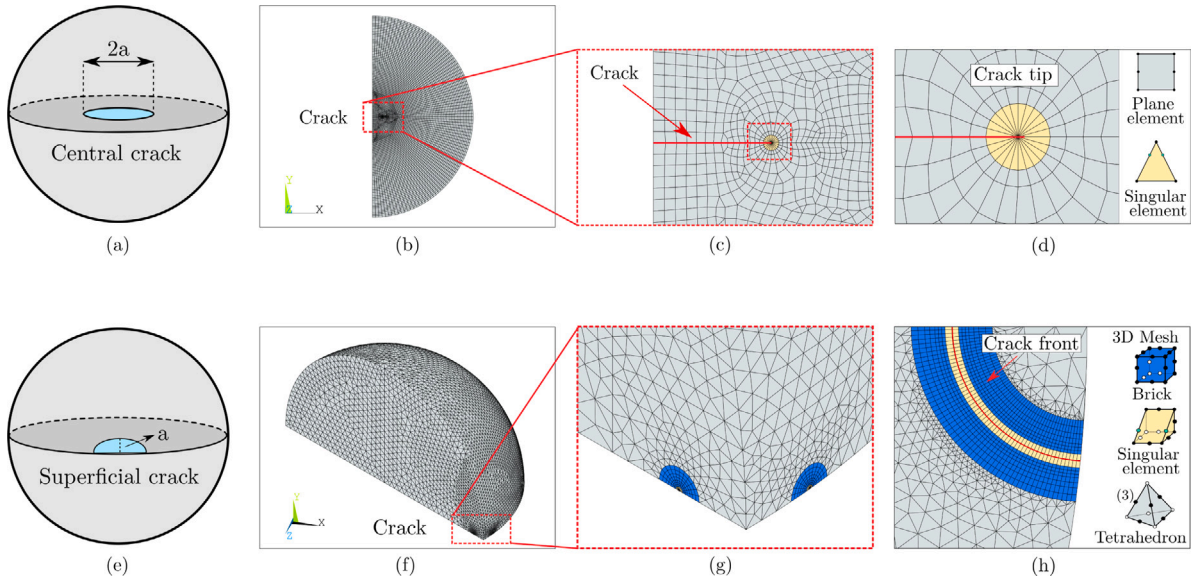 2a
Central crack
(a)
Crack
Y
Z
X
(b)
Crack
(c)
Crack tip
Plane
element
Singular
element
(d)
a
Superficial crack
(e)
Y
X
Z
Crack
(f)
(g)
Crack front
3D Mesh
Brick
Singular
element
(3)
Tetrahedron
(h)